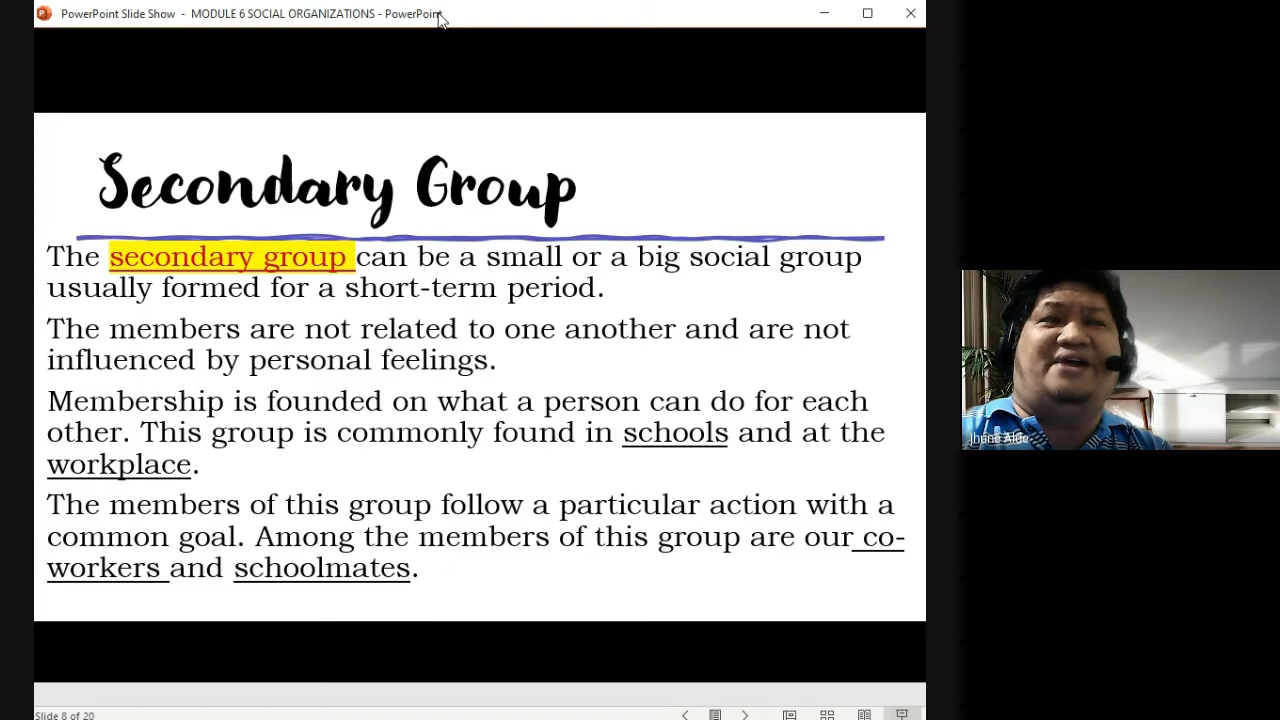 PowerPoint Slide Show - MODULE 6 SOCIAL ORGANIZATIONS - PowerPoint
Secondary Group
The secondary group can be a small or a big social group
usually formed for a short-term period.
The members are not related to one another and are not
influenced by personal feelings.
Membership is founded on what a person can do for each
other. This group is commonly found in schools and at the
workplace.
The members of this group follow a particular action with a
common goal. Among the members of this group are our co-
workers and schoolmates.
Jhune Alde
Slide 8 of 20